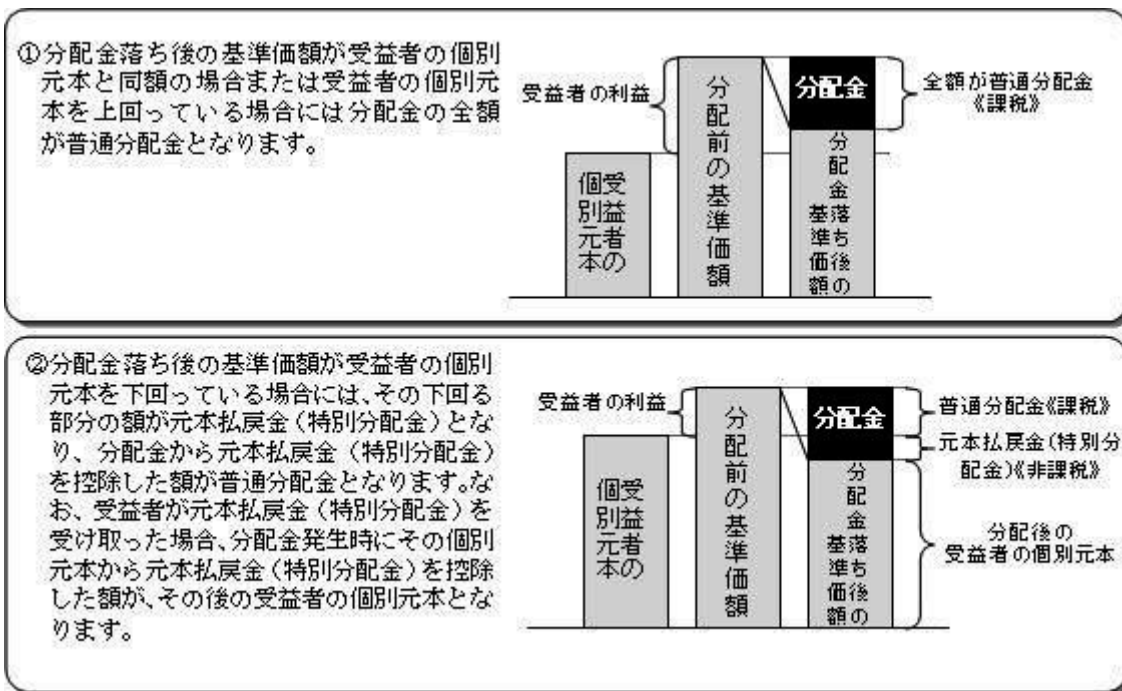 ①分配金落ち後の基準価額が受益者の個別
元本と同額の場合または受益者の個別元
本を上回っている場合には分配金の全額
が普通分配金となります。
受益者の利益
個別元本
受益者の
分配前の基準価額
分配金
分配金落ち後の
基準価額
全額が普通分配金
《課税》
②分配金落ち後の基準価額が受益者の個別
元本を下回っている場合には、その下回る
部分の額が元本払戻金(特別分配金)とな
り、分配金から元本払戻金(特別分配金)
を控除した額が普通分配金となります。な
お、受益者が元本払戻金(特別分配金)を
受け取った場合、分配金発生時にその個別
元本から元本払戻金(特別分配金)を控除
した額が、その後の受益者の個別元本とな
ります。
受益者の利益
受益者の
個別元本
分配前の基準価額
分配金
分配金落ち後の
基準価額
普通分配金《課税》
元本払戻金(特別分
配金)《非課税》
分配後の
受益者の個別元本